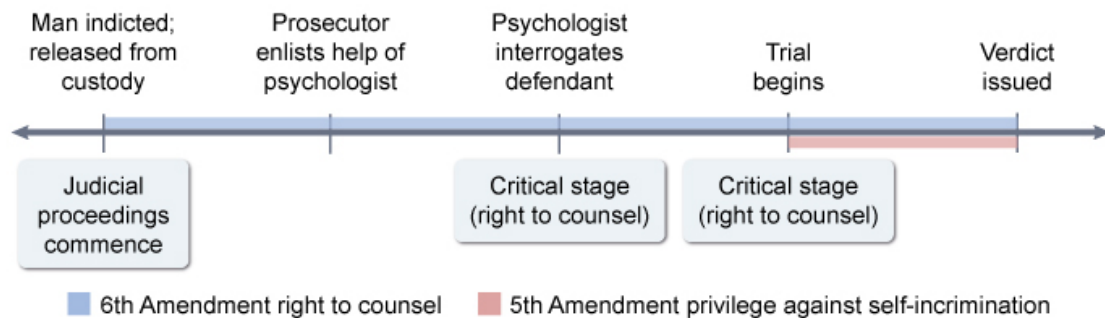 Man indicted;
released from
custody
Prosecutor
enlists help of
psychologist
Psychologist
interrogates
defendant
Trial
begins
Verdict
issued
Judicial
proceedings
commence
Critical stage
(right to counsel)
Critical stage
(right to counsel)
6th Amendment right to counsel
5th Amendment privilege against self-incrimination